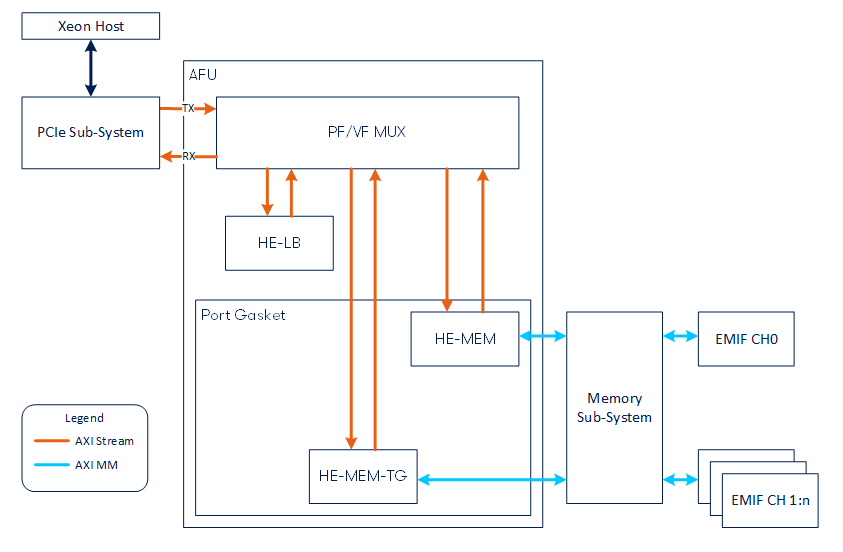 Xeon Host
AFU
PCIe Sub-System
TX
RX
PF/VF MUX
HE-LB
Port Gasket
HE-MEM
EMIF CH0
Memory
Sub-System
Legend
AXI Stream
AXI MM
HE-MEM-TG
EMIF CH 1:n